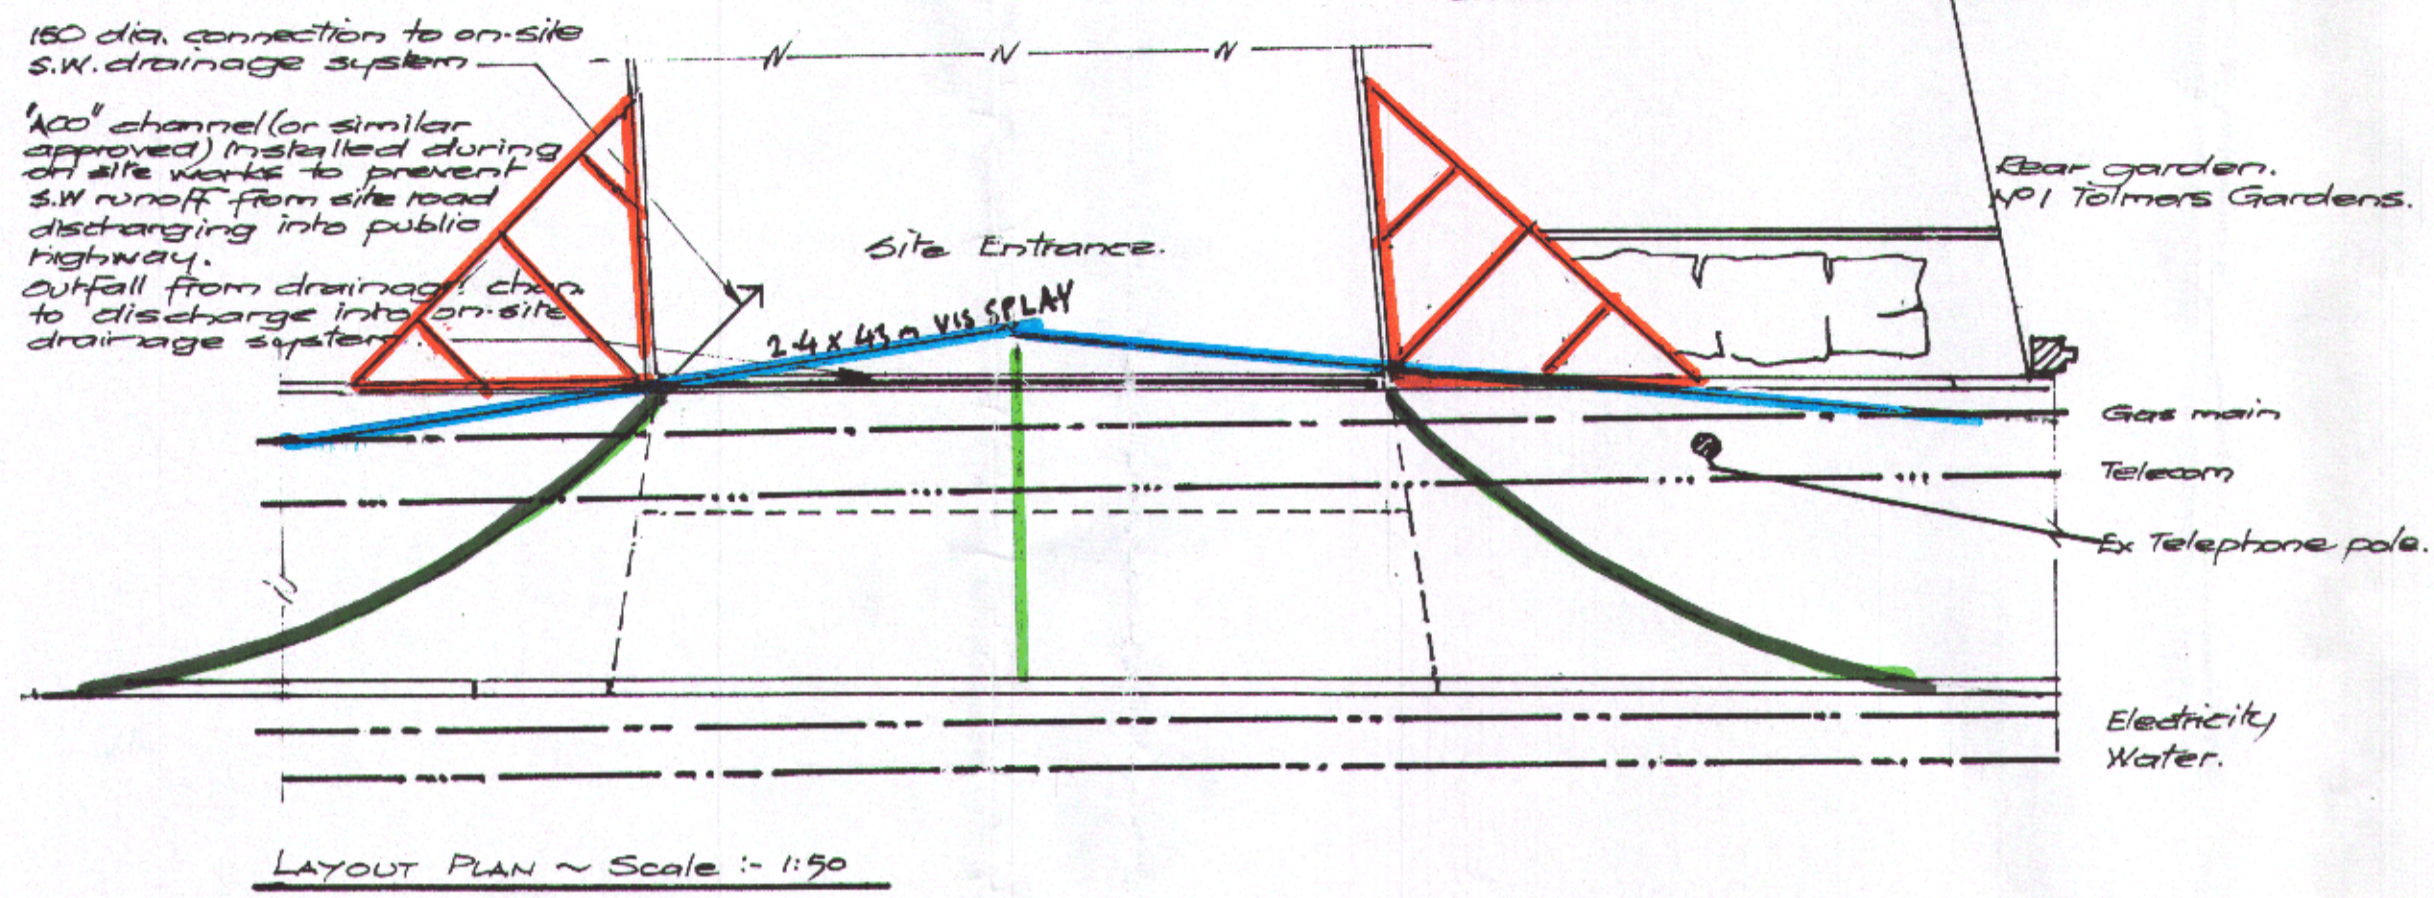 150 dia. connection to on-site
S.W. drainage system
"ACO" channel (or similar
approved) installed during
on site works to prevent
S.W runoff from site road
discharging into public
highway.
Outfall from drainage chan.
to discharge into on-site
drainage system.
Site Entrance.
2.4 x 43 m VIS SPLAY
Rear garden.
Nº 1 Tolmers Gardens.
Gas main
Telecom
Ex Telephone pole.
Electricity
Water.
LAYOUT PLAN ~ Scale :- 1:50